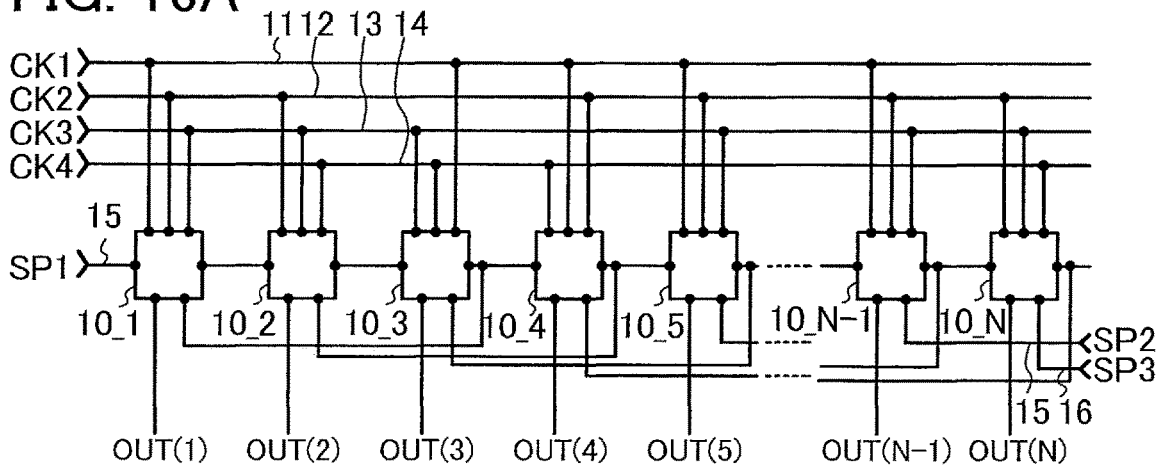 FIG. 16A
11 12 13 14
CK1
CK2
CK3
CK4
15
SP1
10_1 10_2 10_3 10_4 10_5 10_N-1 10_N
SP2
SP3
15 16
OUT(1) OUT(2) OUT(3) OUT(4) OUT(5) OUT(N-1) OUT(N)